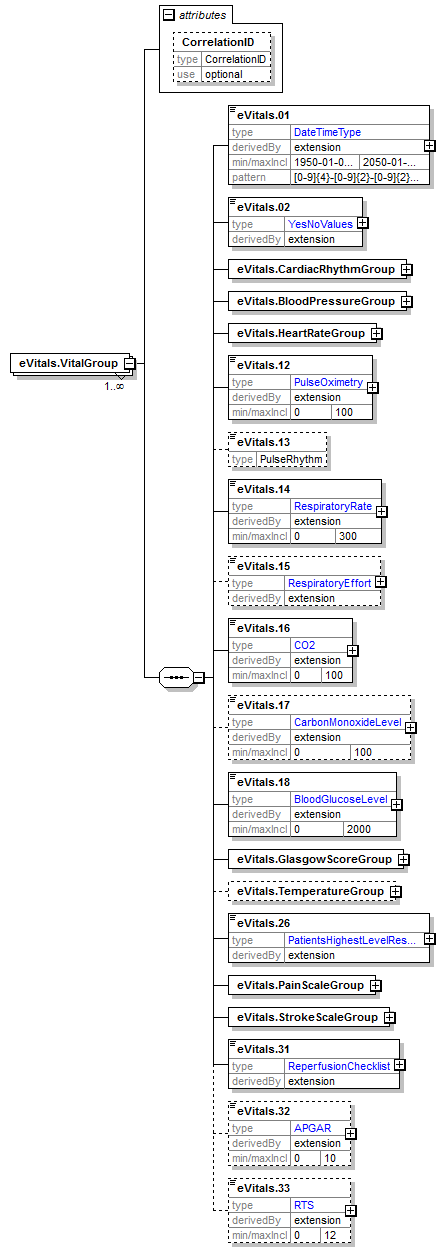 attributes
CorrelationID
type CorrelationID
use optional
eVitals.01
type DateTimeType
derivedBy extension
min/maxIncl 1950-01-0... 2050-01-...
pattern [0-9]{4}-[0-9]{2}-[0-9]{2}...
eVitals.02
type YesNoValues
derivedBy extension
eVitals.CardiacRhythmGroup
eVitals.BloodPressureGroup
eVitals.HeartRateGroup
eVitals.VitalGroup
1..∞
eVitals.12
type PulseOximetry
derivedBy extension
min/maxIncl 0 100
eVitals.13
type PulseRhythm
eVitals.14
type RespiratoryRate
derivedBy extension
min/maxIncl 0 300
eVitals.15
type RespiratoryEffort
derivedBy extension
eVitals.16
type CO2
derivedBy extension
min/maxIncl 0 100
eVitals.17
type CarbonMonoxideLevel
derivedBy extension
min/maxIncl 0 100
eVitals.18
type BloodGlucoseLevel
derivedBy extension
min/maxIncl 0 2000
eVitals.GlasgowScoreGroup
eVitals.TemperatureGroup
eVitals.26
type PatientsHighestLevelRes...
derivedBy extension
eVitals.PainScaleGroup
eVitals.StrokeScaleGroup
eVitals.31
type ReperfusionChecklist
derivedBy extension
eVitals.32
type APGAR
derivedBy extension
min/maxIncl 0 10
eVitals.33
type RTS
derivedBy extension
min/maxIncl 0 12